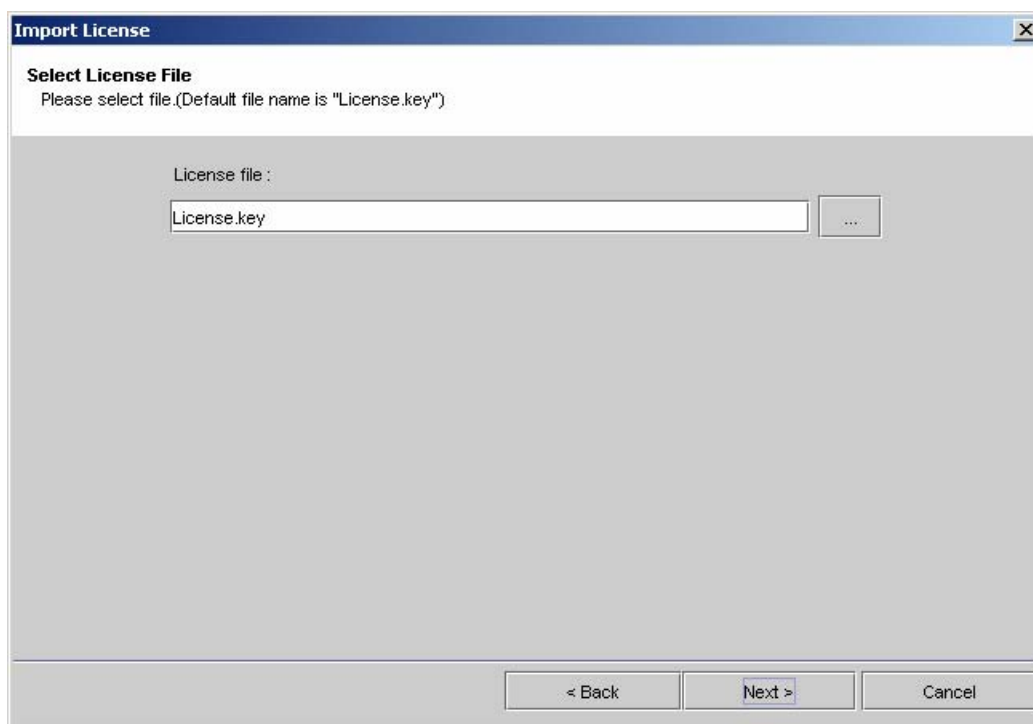 Import License
Select License File
Please select file.(Default file name is "License.key")
License file :
License.key
...
< Back
Next >
Cancel